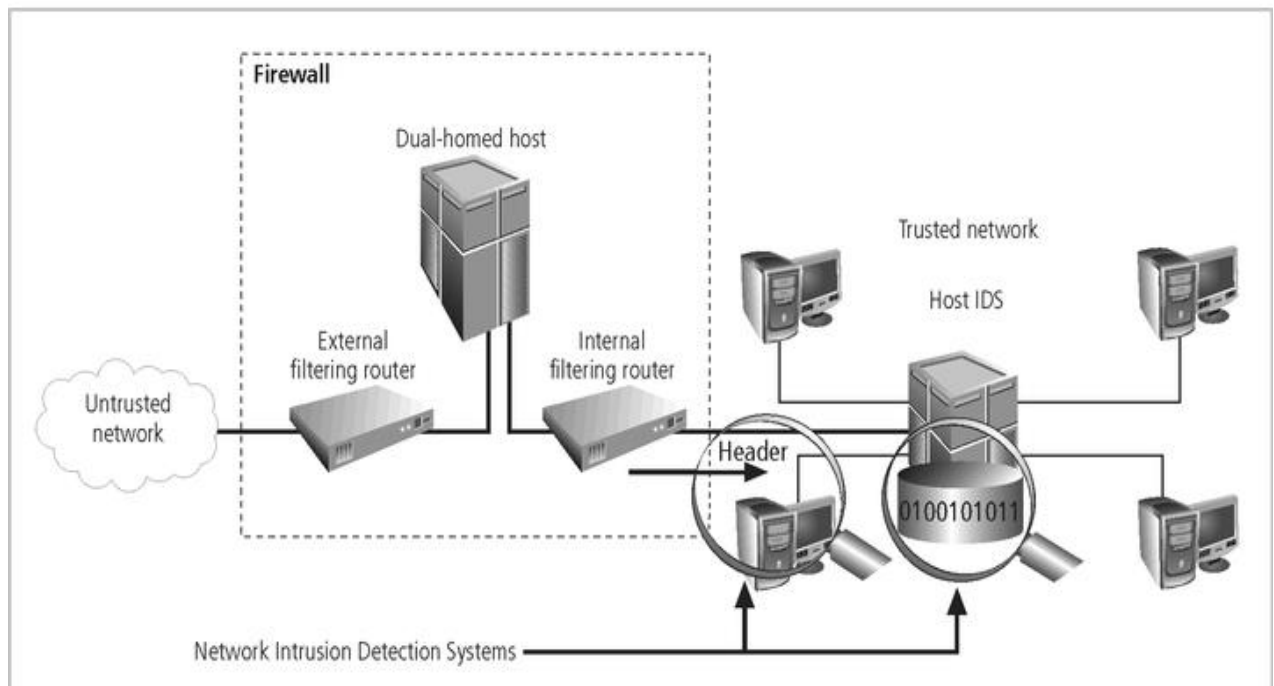 Firewall
Dual-homed host
Trusted network
Host IDS
External
filtering router
Internal
filtering router
Untrusted
network
Header
0100101011
Network Intrusion Detection Systems